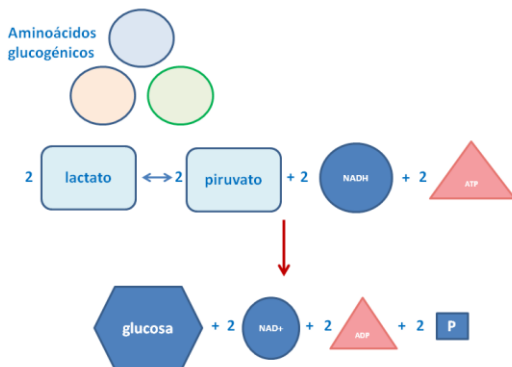 Aminoácidos
glucogénicos
2 lactato 2 piruvato + 2 NADH + 2 ATP
glucosa + 2 NAD+ + 2 ADP + 2 P